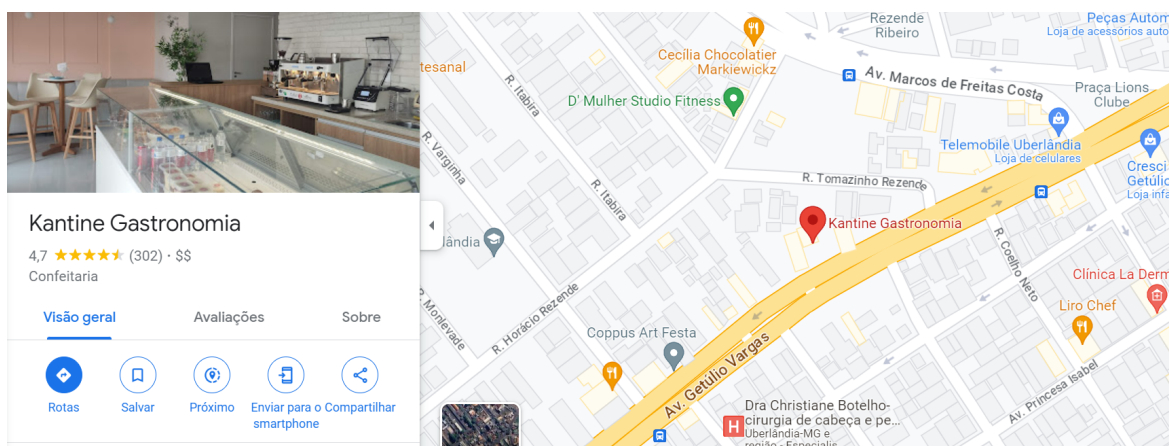 Kantine Gastronomia
4,7 (302) · $$
Confeitaria
Visão geral
Avaliações
Sobre
Rotas
Salvar
Próximo
Enviar para o smartphone
Compartilhar
tesanal
Cecília Chocolatier
Markiewickz
Rezende
Ribeiro
Peças Autom
Loja de acessórios auto
R. Itabira
D' Mulher Studio Fitness
Av. Marcos de Freitas Costa
Praça Lions
Clube
Telemobile Uberlândia
Loja de celulares
Cresci
Getúlio
Loja infa
R. Varginha
R. Itabira
R. Tomazinho Rezende
Kantine Gastronomia
lândia
R. Coelho Neto
Clínica La Derm
R. Monlevade
R. Horácio Rezende
Liro Chef
Coppus Art Festa
Av. Getúlio Vargas
Av. Princesa Isabel
H
Dra Christiane Botelho-
cirurgia de cabeça e pe...
Uberlândia-MG e
região - Especialis